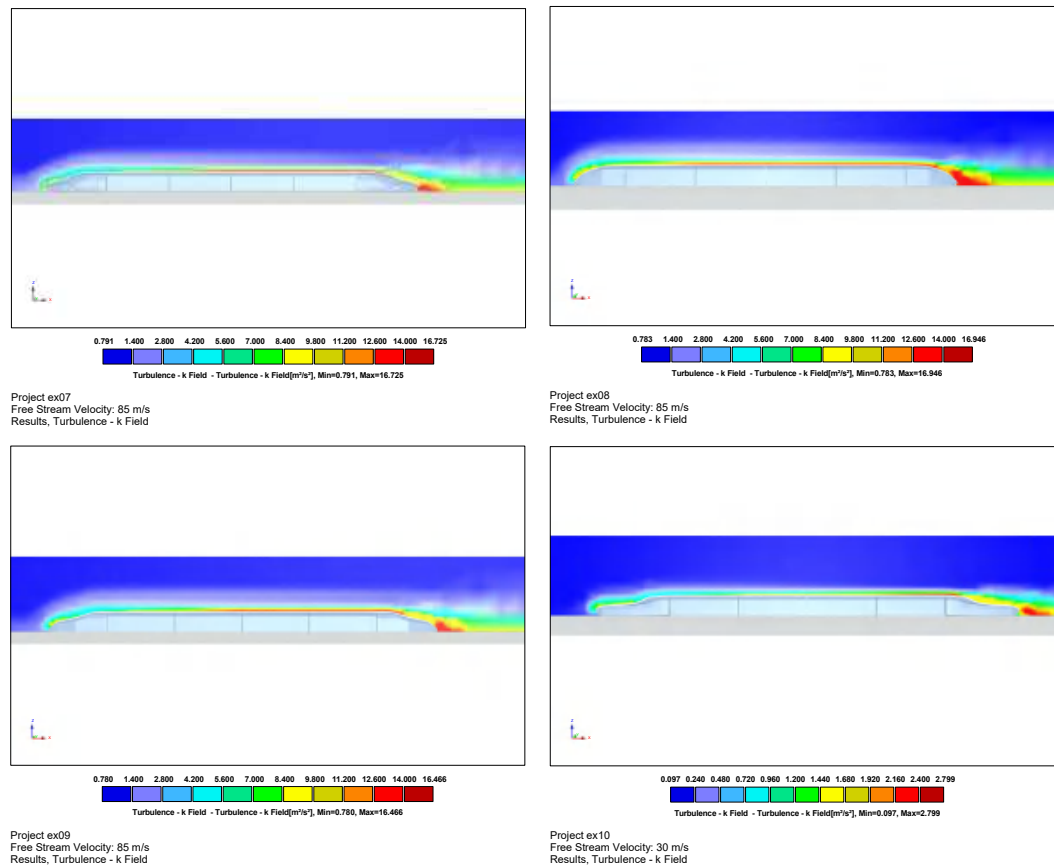 0.791 1.400 2.800 4.200 5.600 7.000 8.400 9.800 11.200 12.600 14.000 16.725
Turbulence - k Field - Turbulence - k Field[m²/s²], Min=0.791, Max=16.725
Project ex07
Free Stream Velocity: 85 m/s
Results, Turbulence - k Field
0.783 1.400 2.800 4.200 5.600 7.000 8.400 9.800 11.200 12.600 14.000 16.946
Turbulence - k Field - Turbulence - k Field[m²/s²], Min=0.783, Max=16.946
Project ex08
Free Stream Velocity: 85 m/s
Results, Turbulence - k Field
0.780 1.400 2.800 4.200 5.600 7.000 8.400 9.800 11.200 12.600 14.000 16.466
Turbulence - k Field - Turbulence - k Field[m²/s²], Min=0.780, Max=16.466
Project ex09
Free Stream Velocity: 85 m/s
Results, Turbulence - k Field
0.097 0.240 0.480 0.720 0.960 1.200 1.440 1.680 1.920 2.160 2.400 2.799
Turbulence - k Field - Turbulence - k Field[m²/s²], Min=0.097, Max=2.799
Project ex10
Free Stream Velocity: 30 m/s
Results, Turbulence - k Field